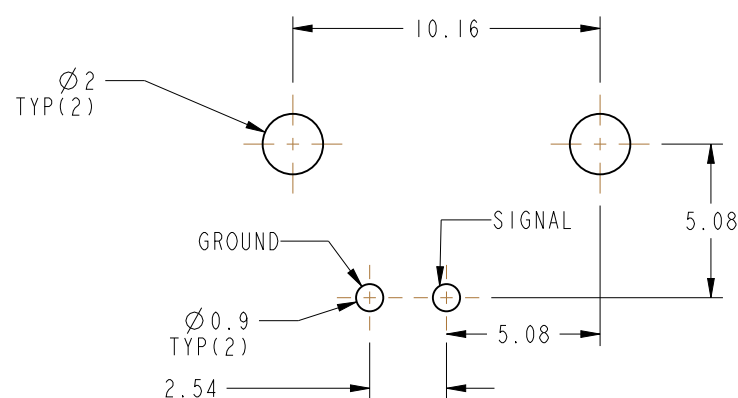 10.16
Ø2
TYP(2)
5.08
SIGNAL
GROUND
Ø0.9
TYP(2)
5.08
2.54